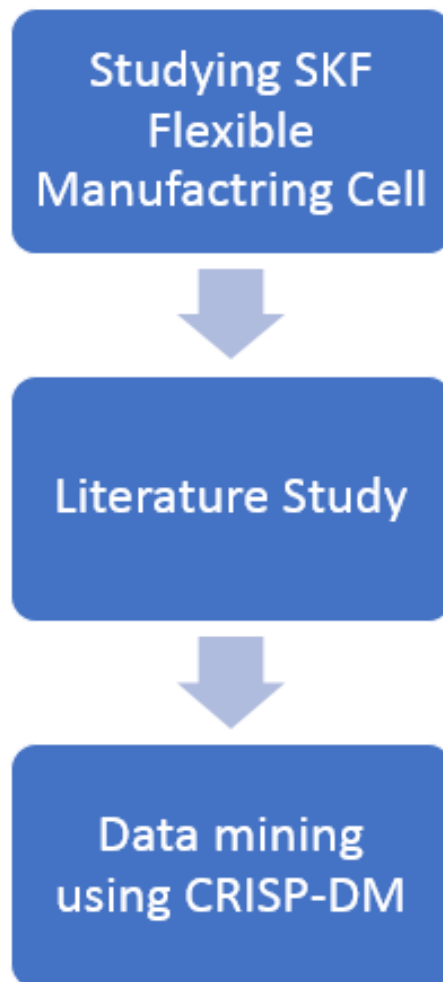 Studying SKF
Flexible
Manufactring Cell
Literature Study
Data mining
using CRISP-DM